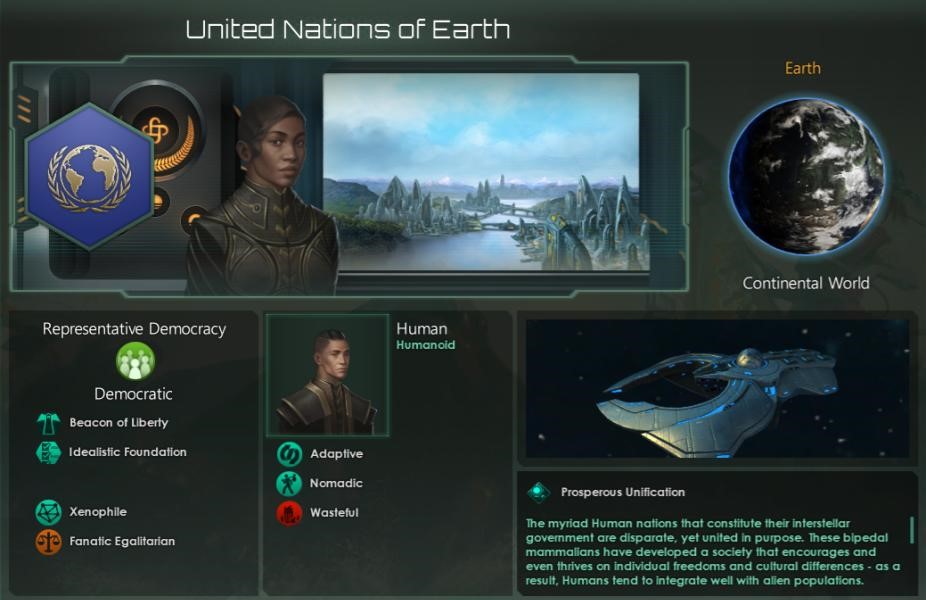 United Nations of Earth
Earth
Continental World
Representative Democracy
Democratic
Beacon of Liberty
Idealistic Foundation
Xenophile
Fanatic Egalitarian
Human
Humanoid
Adaptive
Nomadic
Wasteful
Prosperous Unification
The myriad Human nations that constitute their interstellar
government are disparate, yet united in purpose. These bipedal
mammalians have developed a society that encourages and
even thrives on individual freedoms and cultural differences - as a
result, Humans tend to integrate well with alien populations.